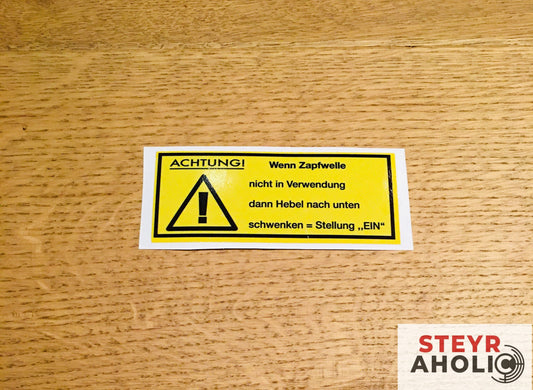 ACHTUNG! Wenn Zapfwelle
nicht in Verwendung
dann Hebel nach unten
schwenken = Stellung ,,EIN"
STEYR
AHOLIC